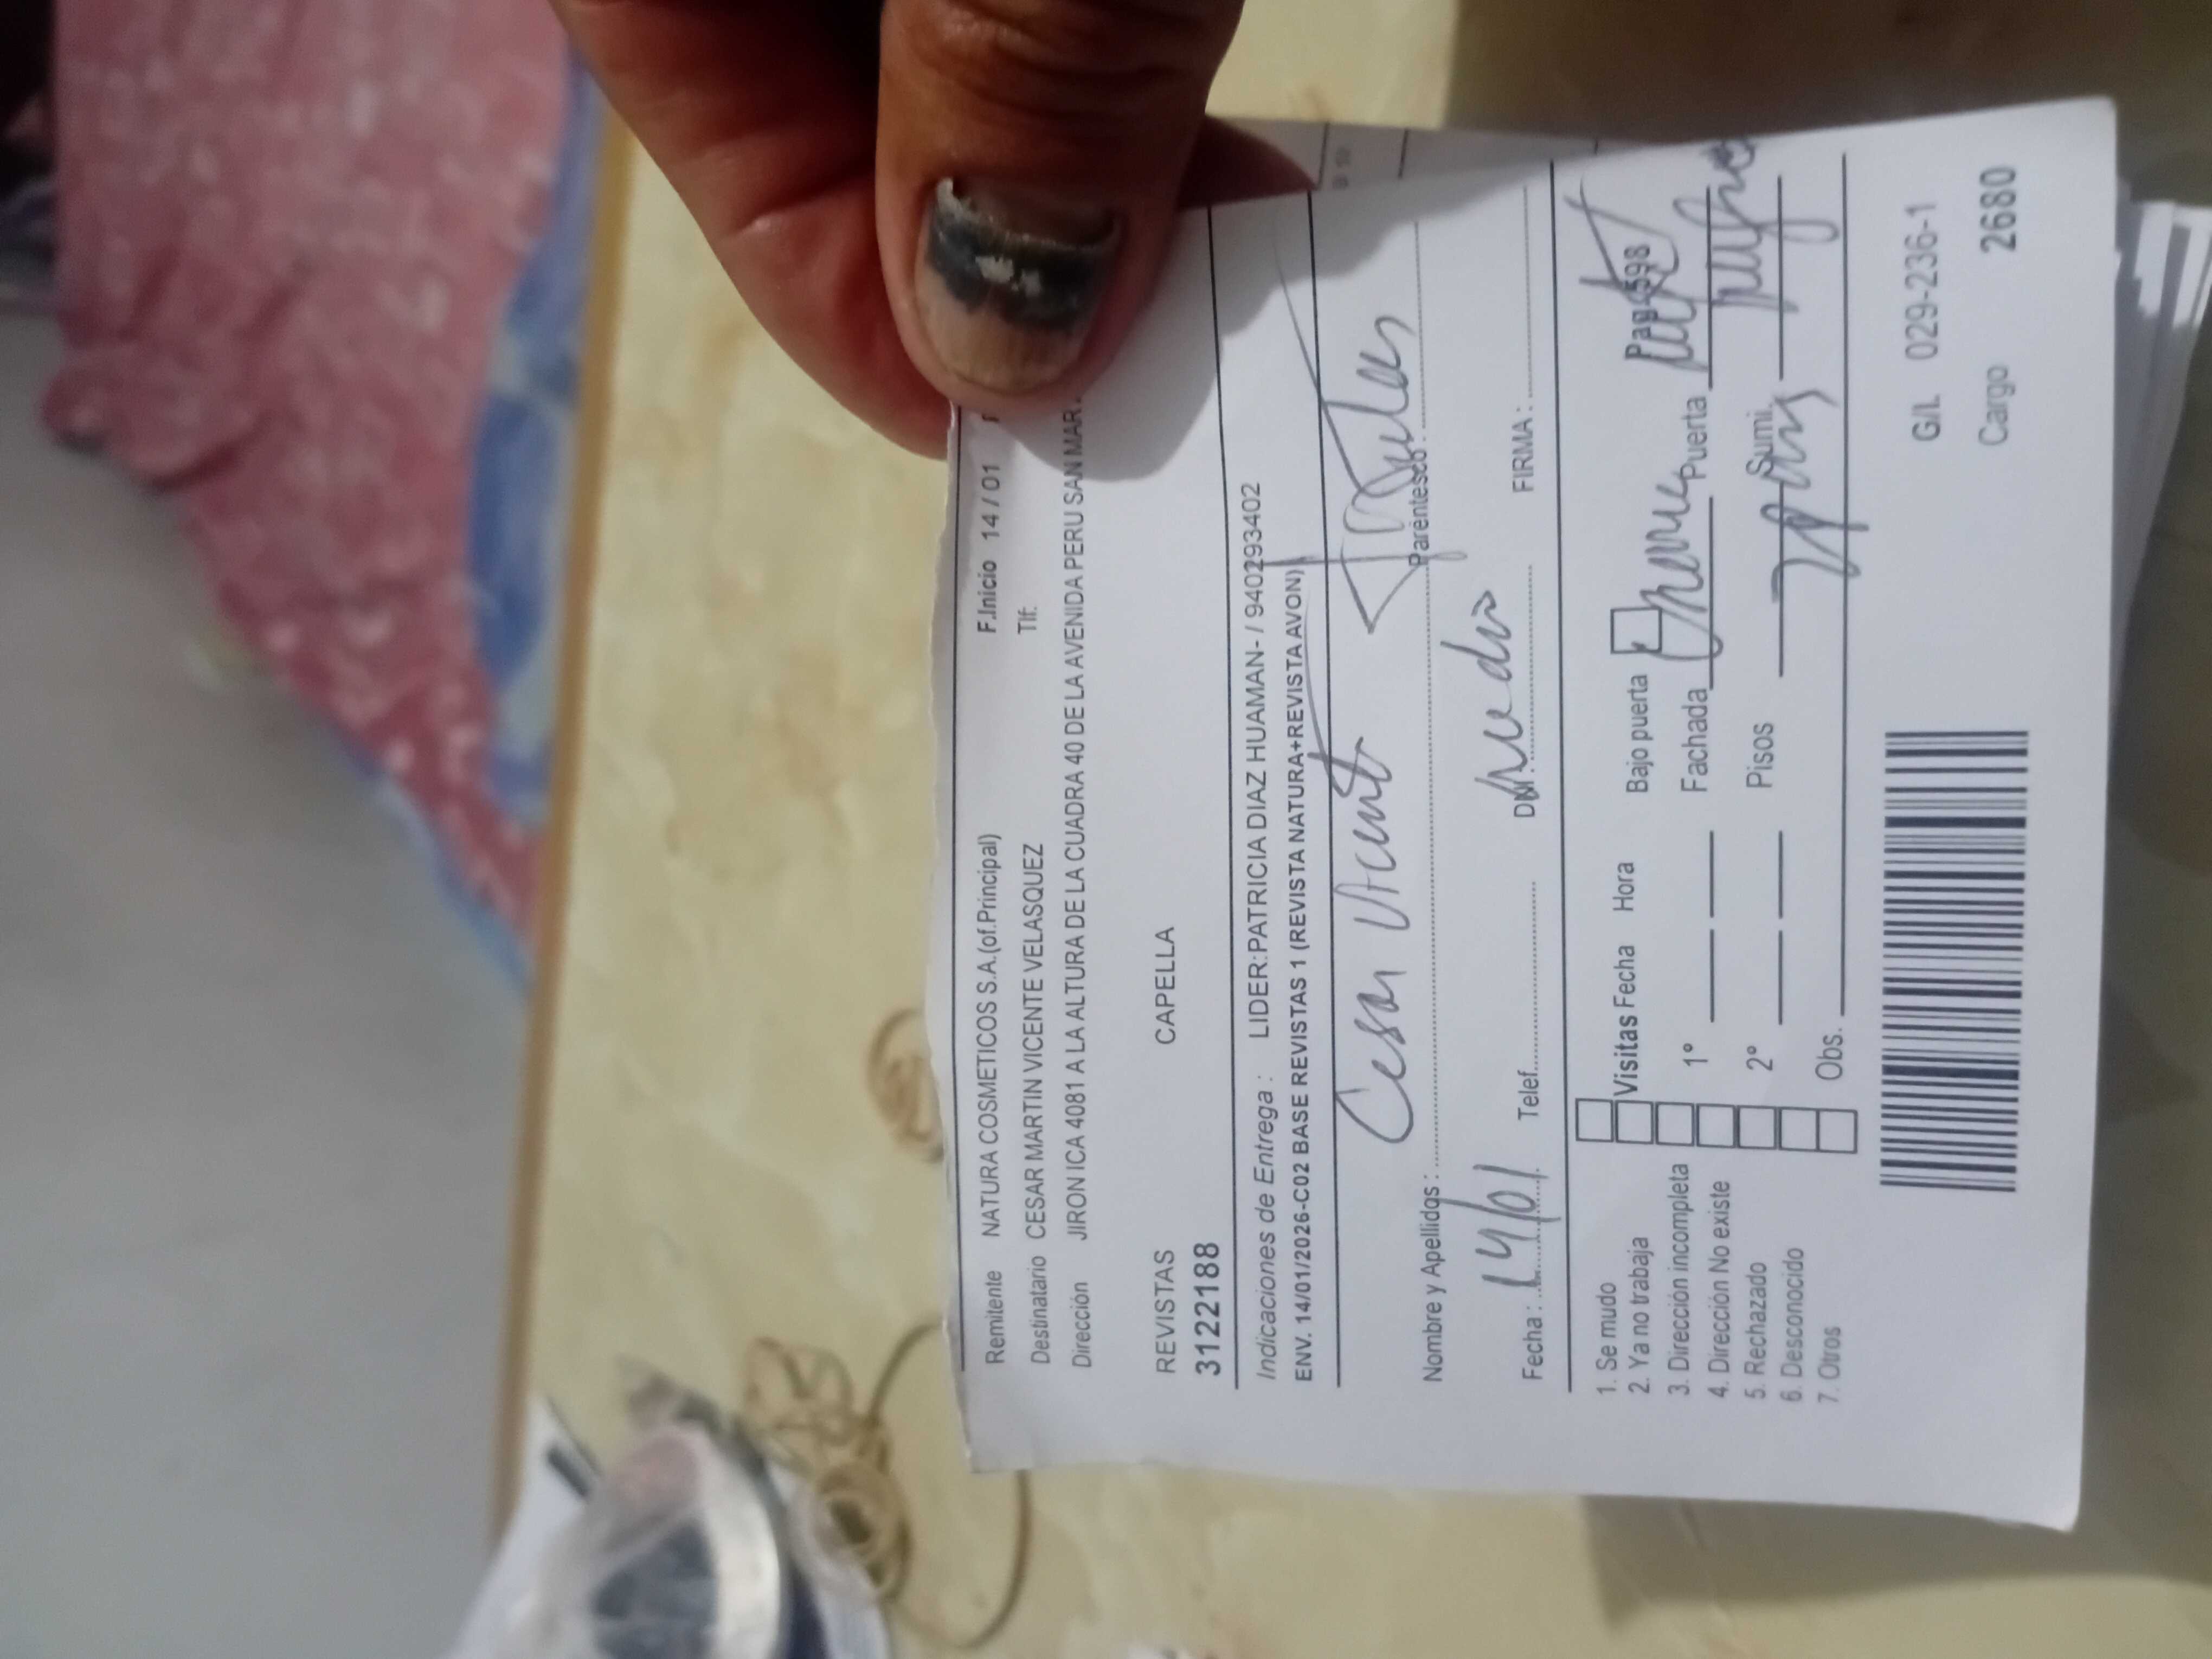 Remitente NATURA COSMETICOS S.A.(of.Principal) F.Inicio 14 / 01
Destinatario CESAR MARTIN VICENTE VELASQUEZ Tlf.
Dirección JIRON ICA 4081 A LA ALTURA DE LA CUADRA 40 DE LA AVENIDA PERU SAN MAR
REVISTAS CAPELLA
3122188
Indicaciones de Entrega : LIDER:PATRICIA DIAZ HUAMAN- / 940293402
ENV. 14/01/2026-C02 BASE REVISTAS 1 (REVISTA NATURA+REVISTA AVON)
Cesar Vicente
Nombre y Apellidos : Parentesco :
Fecha : 14/01 Telef. DNI : FIRMA :
Pag 598
1. Se mudo
2. Ya no trabaja Visitas Fecha Hora Bajo puerta
3. Dirección incompleta 1º Fachada Puerta
4. Dirección No existe
5. Rechazado 2º Pisos Sumi.
6. Desconocido
7. Otros Obs.
G/L 029-236-1
Cargo 2680